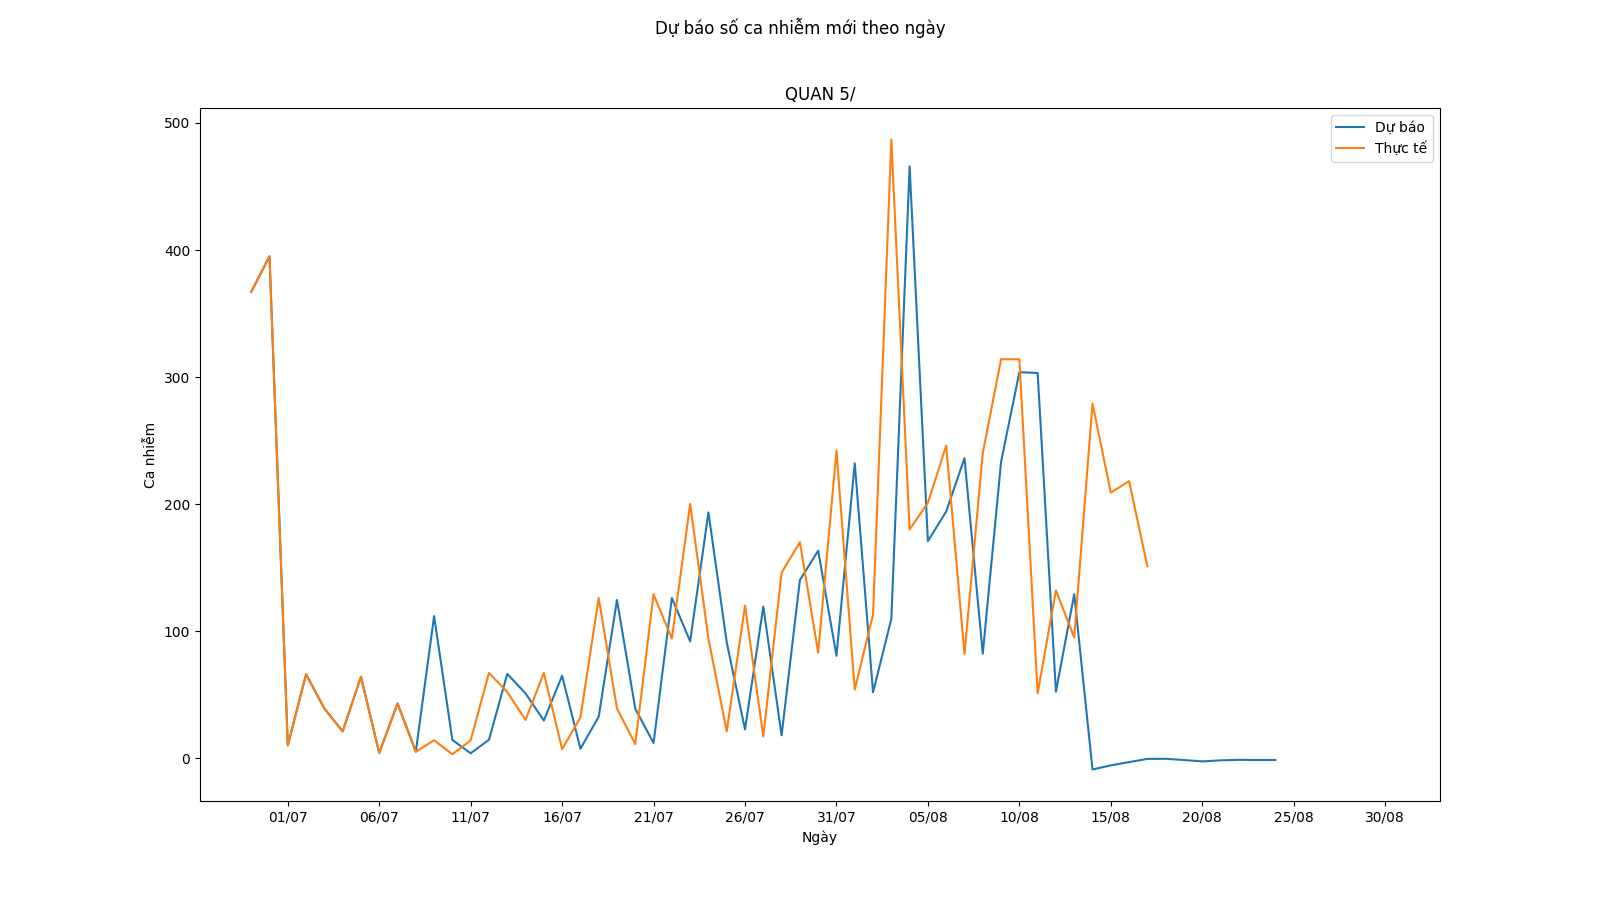 Dự báo số ca nhiễm mới theo ngày
QUAN 5/
Dự báo
Thực tế
500
400
300
200
100
0
Ca nhiễm
01/07 06/07 11/07 16/07 21/07 26/07 31/07 05/08 10/08 15/08 20/08 25/08 30/08
Ngày